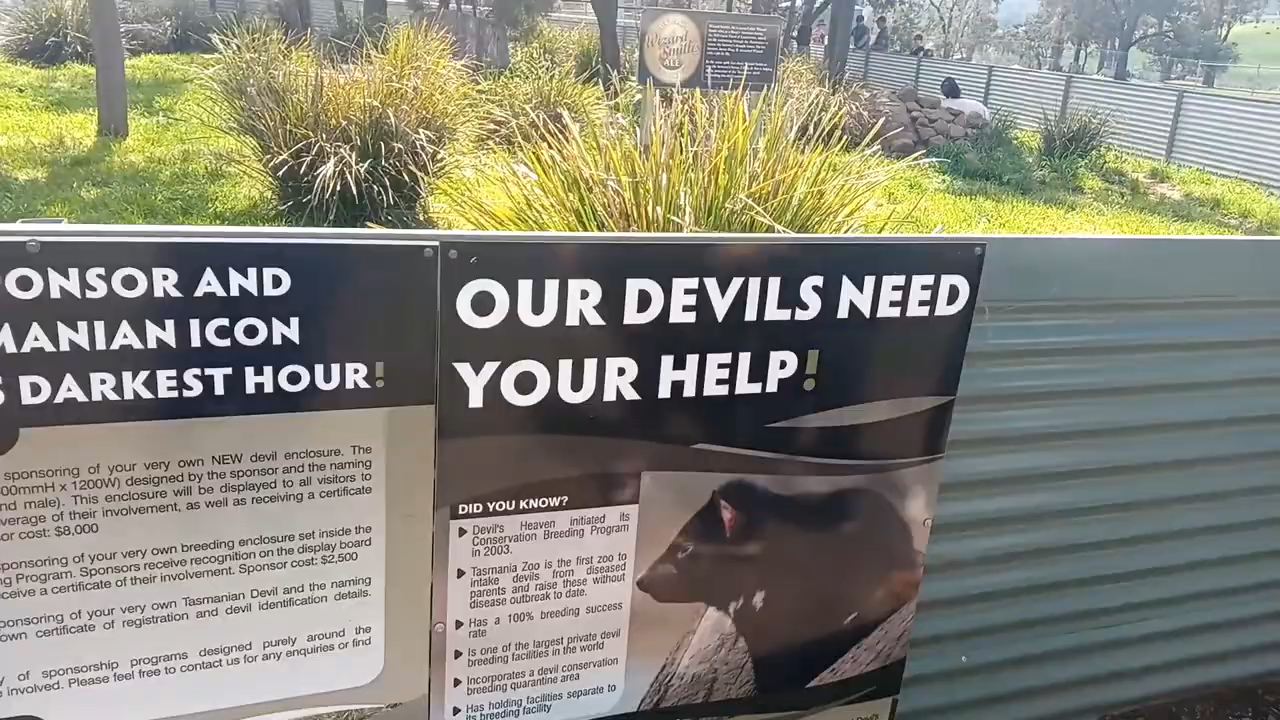 Wizard
Smiths
ALE
PONSOR AND
MANIAN ICON
S DARKEST HOUR!
sponsoring of your very own NEW devil enclosure. The
00mmH x 1200W) designed by the sponsor and the naming
nd male). This enclosure will be displayed to all visitors to
verage of their involvement, as well as receiving a certificate
or cost: $8,000
ponsoring of your very own breeding enclosure set inside the
ng Program. Sponsors receive recognition on the display board
ceive a certificate of their involvement. Sponsor cost: $2,500
ponsoring of your very own Tasmanian Devil and the naming
own certificate of registration and devil identification details.
y of sponsorship programs designed purely around the
involved. Please feel free to contact us for any enquiries or find
OUR DEVILS NEED
YOUR HELP!
DID YOU KNOW?
Devil's Heaven initiated its
Conservation Breeding Program
in 2003.
Tasmania Zoo is the first zoo to
intake devils from diseased
parents and raise these without
disease outbreak to date.
Has a 100% breeding success
rate
Is one of the largest private devil
breeding facilities in the world
Incorporates a devil conservation
breeding quarantine area
Has holding facilities separate to
its breeding facility